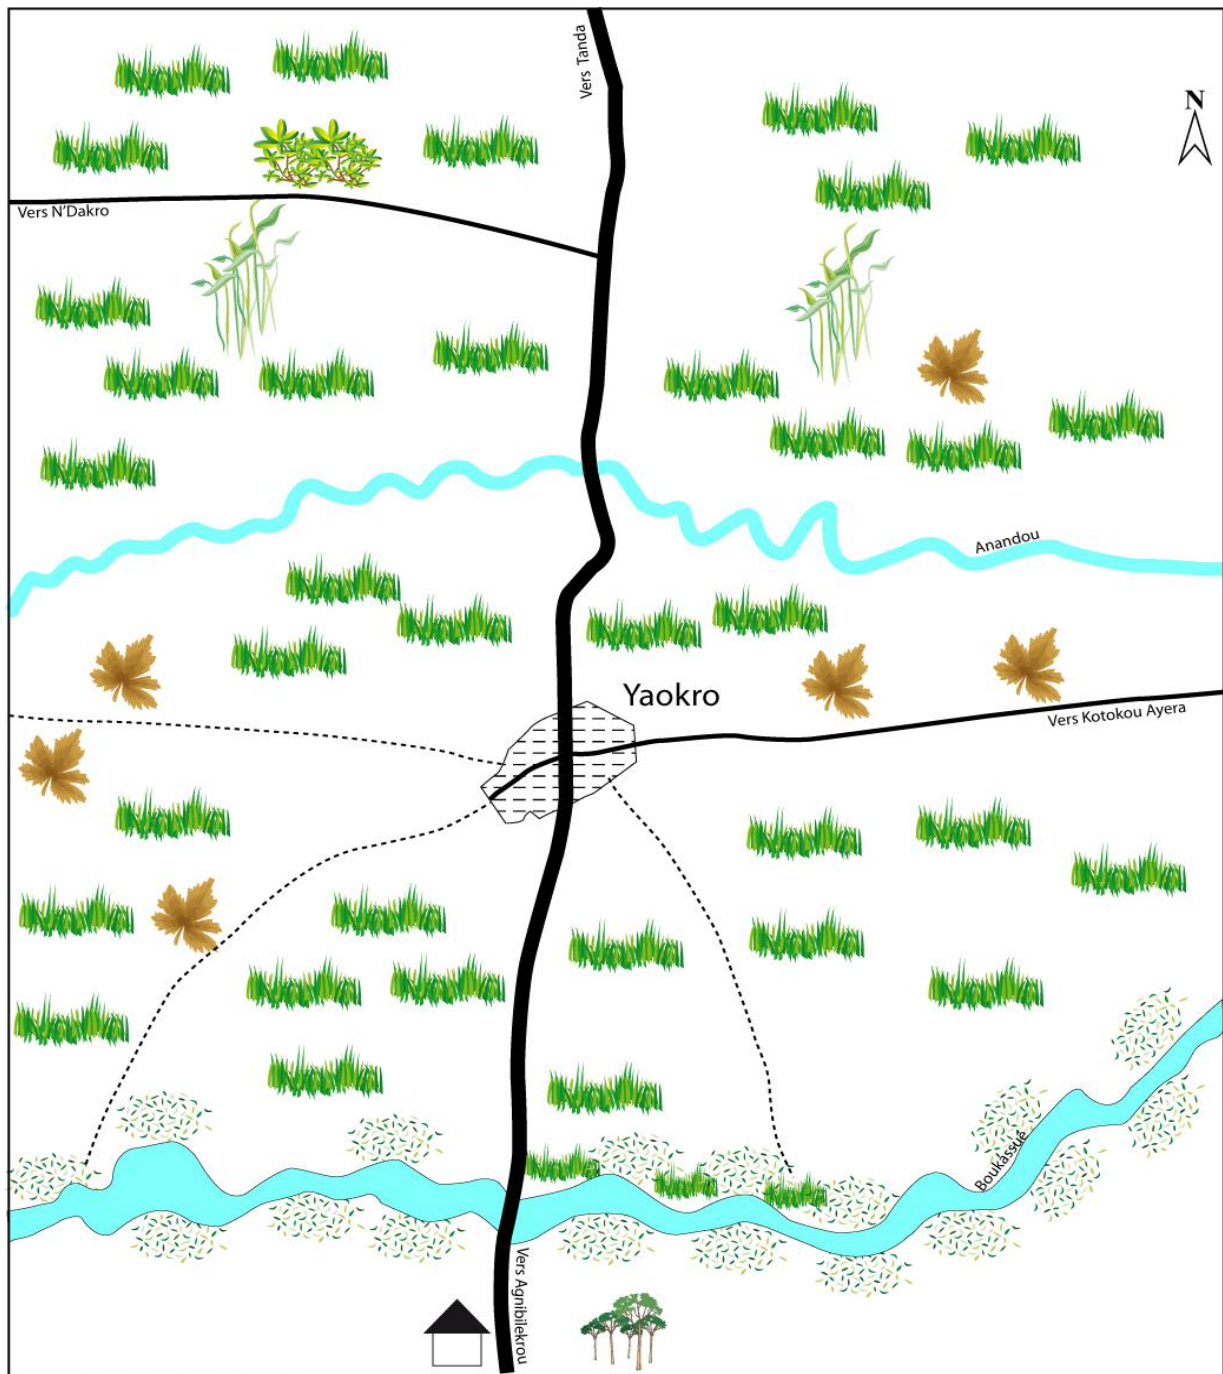 Vers Tanda
N
Vers N'Dakro
Anandou
Yaokro
Vers Kotokou Ayera
Boukassué
Vers Agnibilekrou